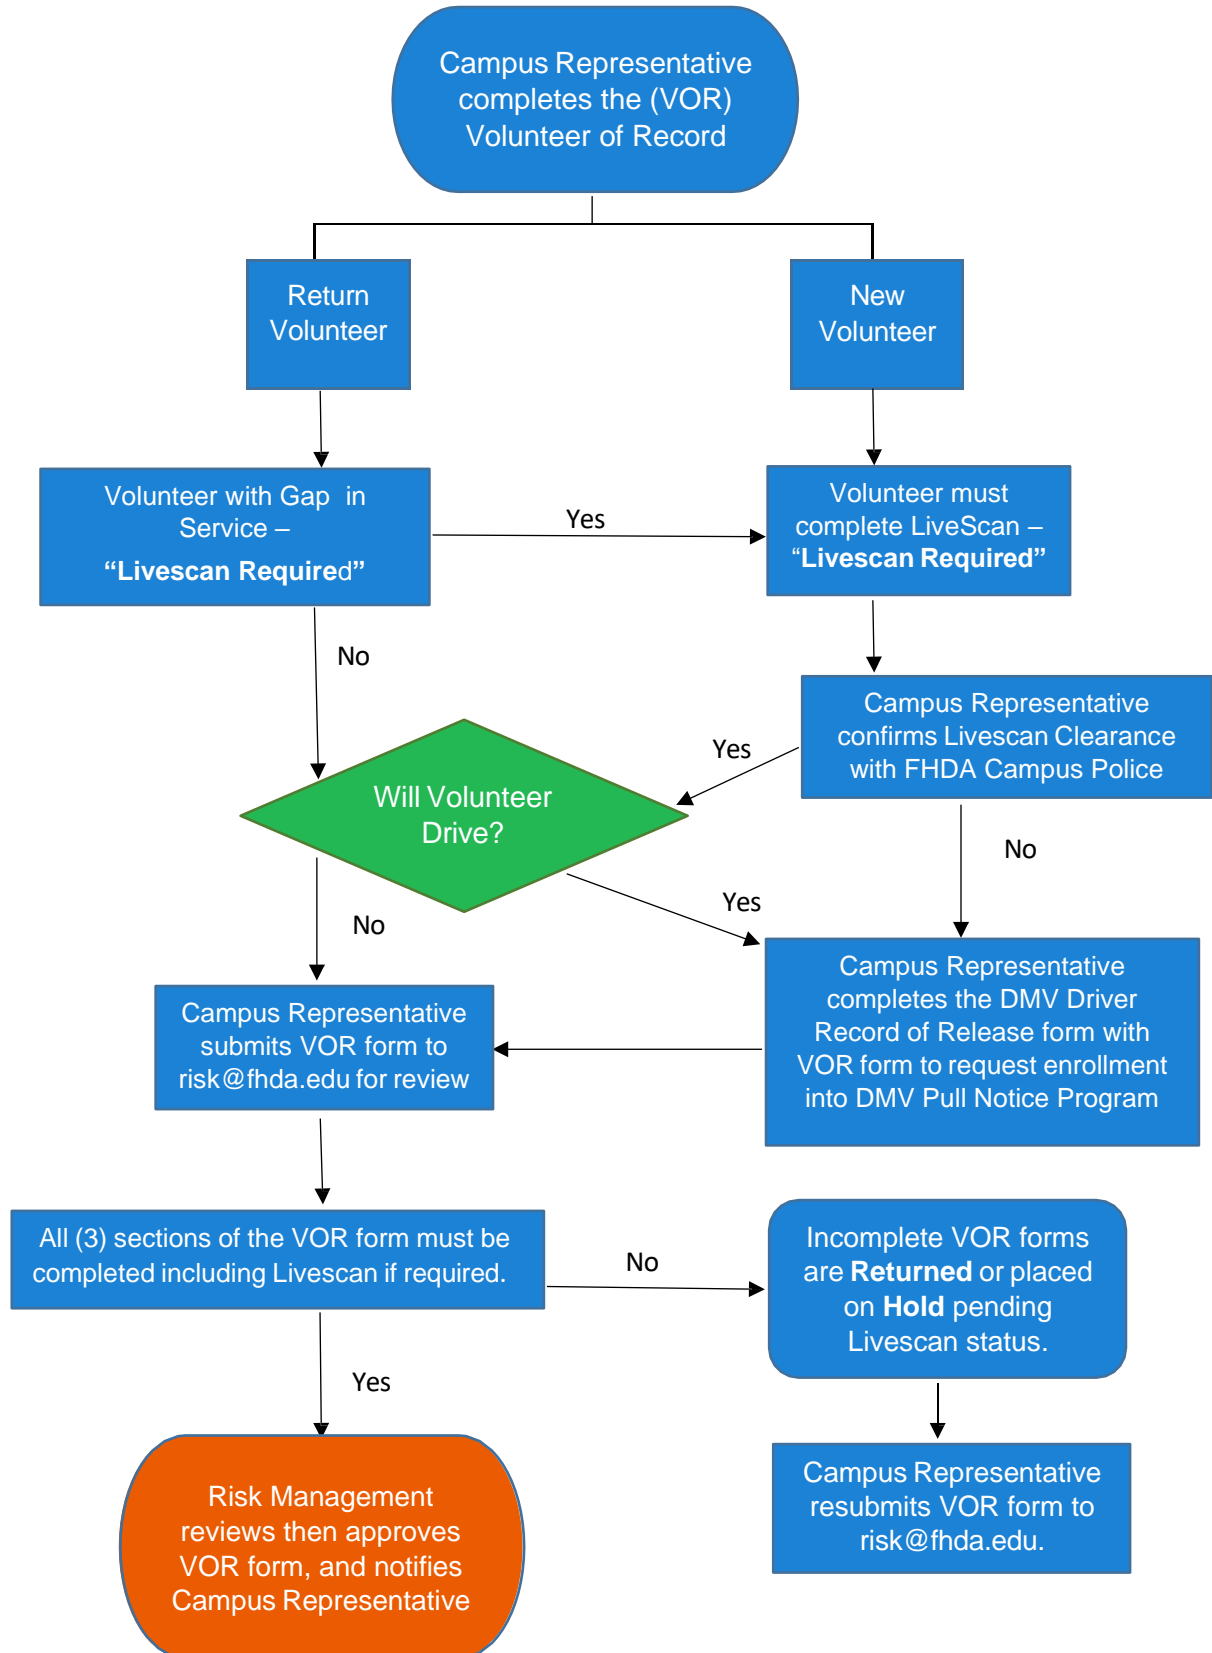 Campus Representative
completes the (VOR)
Volunteer of Record
Return
Volunteer
New
Volunteer
Volunteer with Gap in
Service –
“Livescan Required”
Yes
Volunteer must
complete LiveScan –
“Livescan Required”
No
Campus Representative
confirms Livescan Clearance
with FHDA Campus Police
Yes
Will Volunteer
Drive?
No
Yes
No
Campus Representative
completes the DMV Driver
Record of Release form with
VOR form to request enrollment
into DMV Pull Notice Program
Campus Representative
submits VOR form to
risk@fhda.edu for review
All (3) sections of the VOR form must be
completed including Livescan if required.
No
Incomplete VOR forms
are Returned or placed
on Hold pending
Livescan status.
Yes
Campus Representative
resubmits VOR form to
risk@fhda.edu.
Risk Management
reviews then approves
VOR form, and notifies
Campus Representative